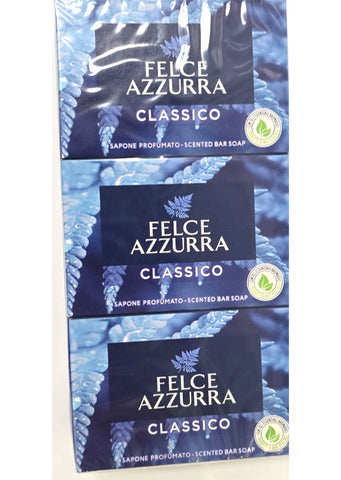 FELCE
AZZURRA
CLASSICO
SAPONE PROFUMATO - SCENTED BAR SOAP
FELCE
AZZURRA
CLASSICO
SAPONE PROFUMATO - SCENTED BAR SOAP
FELCE
AZZURRA
CLASSICO
SAPONE PROFUMATO - SCENTED BAR SOAP